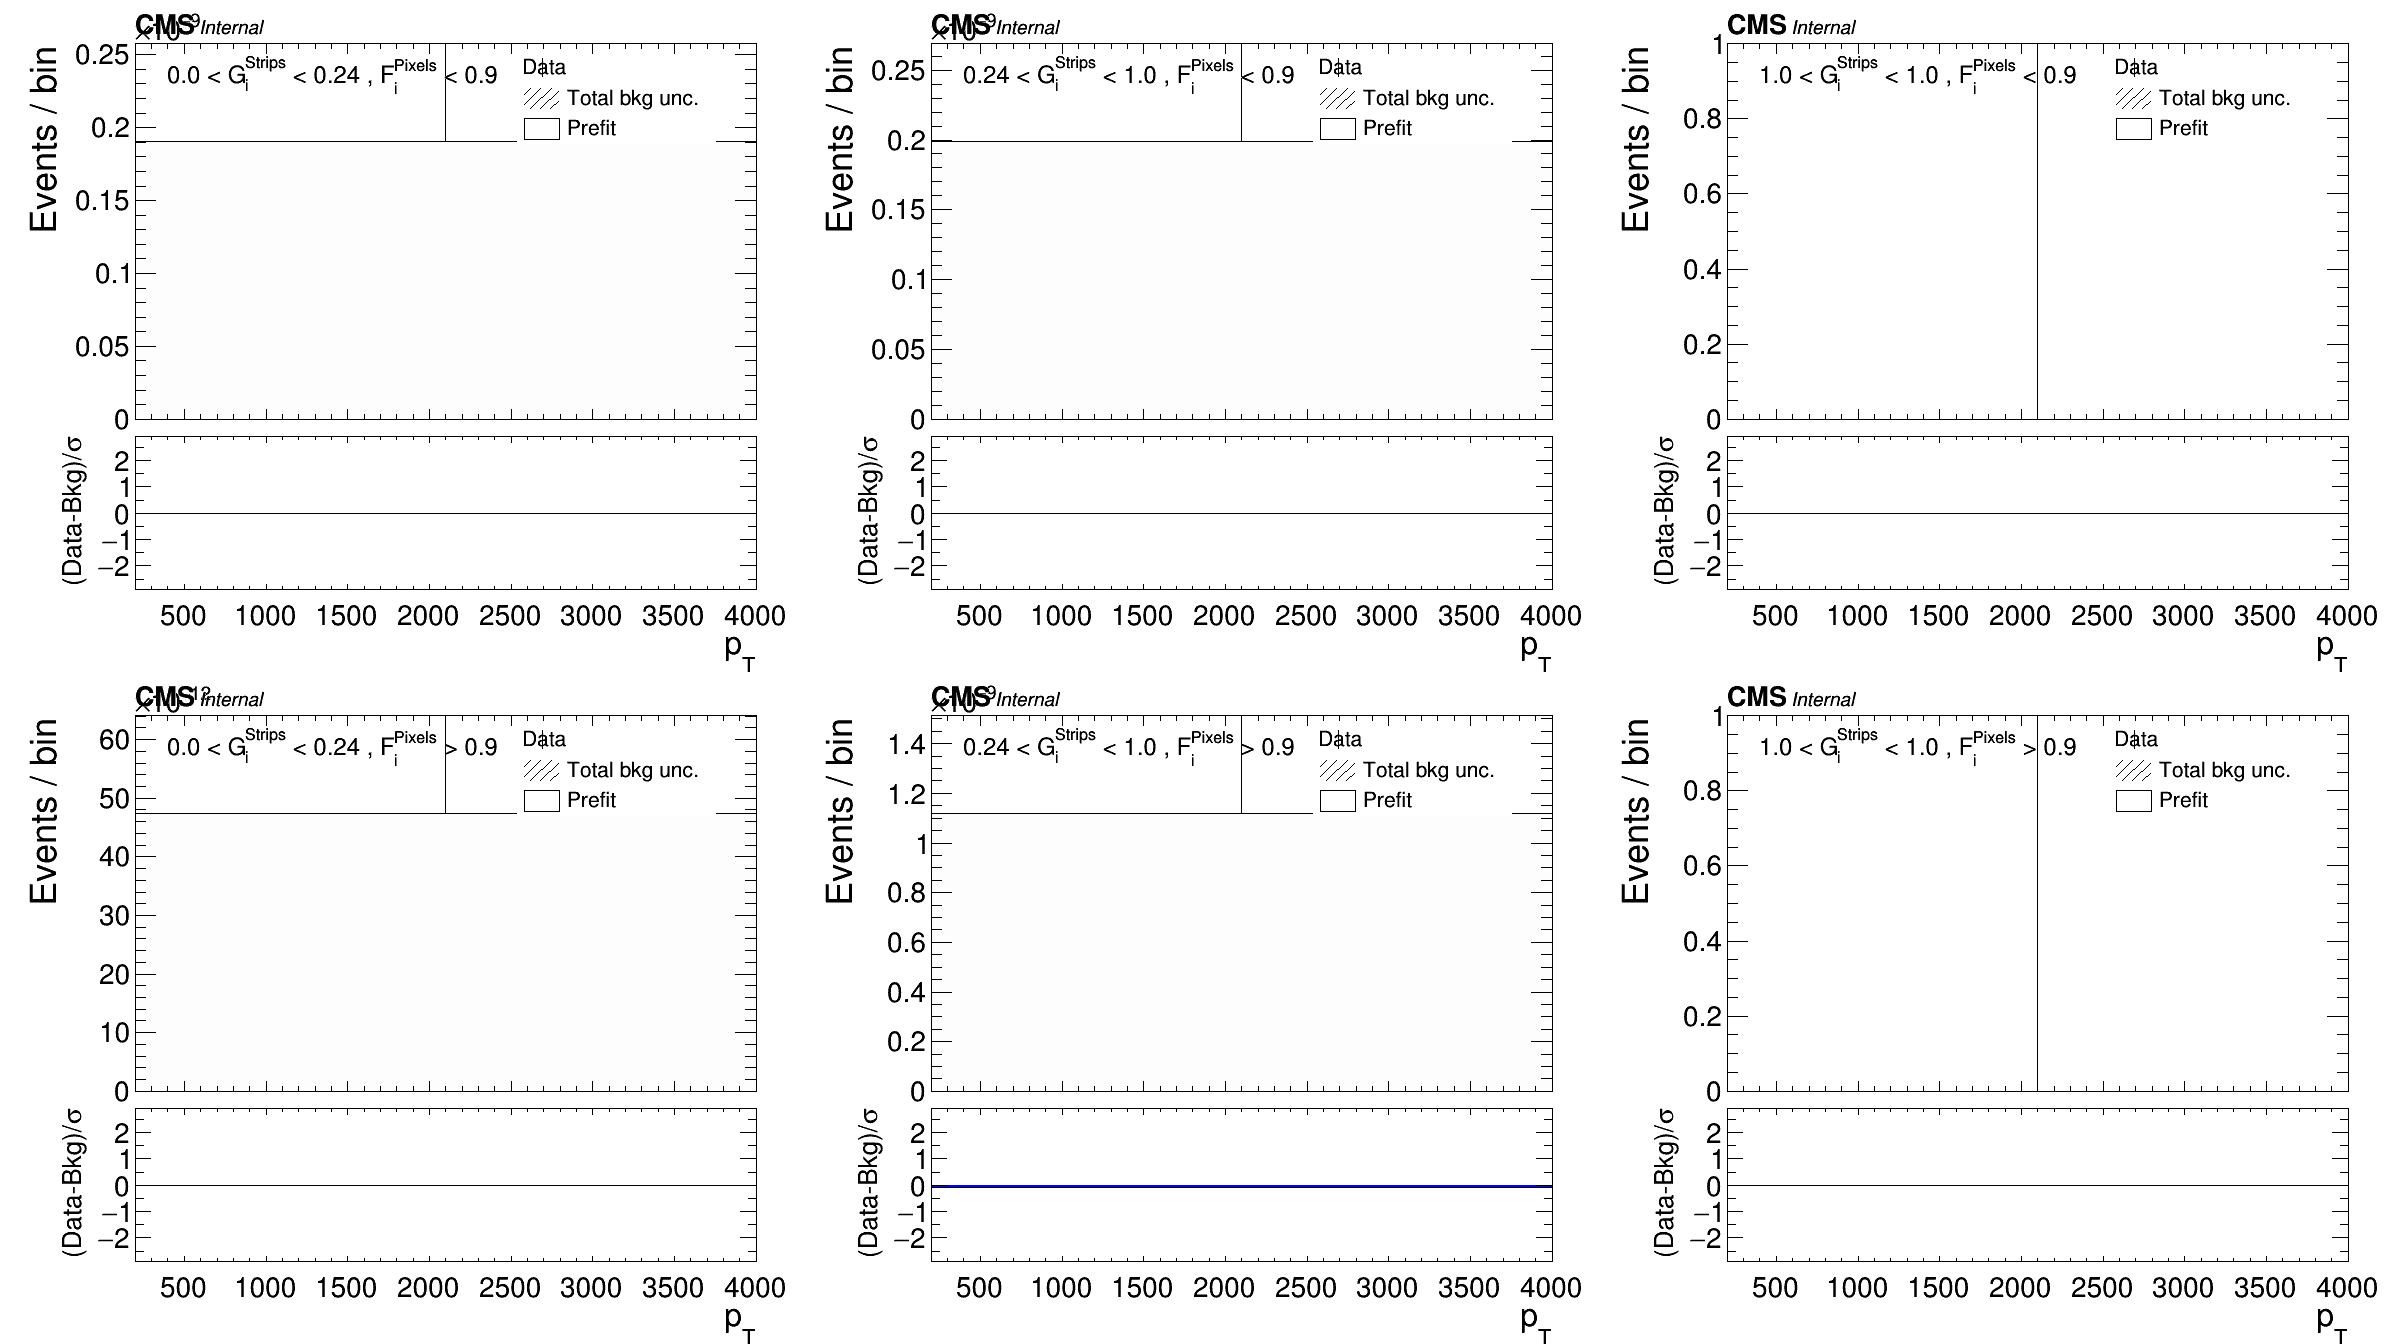 CMS Internal
×10⁹
0.0 < G_i^Strips < 0.24 , F_i^Pixels < 0.9
Data
Total bkg unc.
Prefit
Events / bin
0.25
0.2
0.15
0.1
0.05
0
(Data-Bkg)/σ
2
1
0
−1
−2
500 1000 1500 2000 2500 3000 3500 4000
p_T
CMS Internal
×10⁹
0.24 < G_i^Strips < 1.0 , F_i^Pixels < 0.9
Data
Total bkg unc.
Prefit
Events / bin
0.25
0.2
0.15
0.1
0.05
0
(Data-Bkg)/σ
2
1
0
−1
−2
500 1000 1500 2000 2500 3000 3500 4000
p_T
CMS Internal
1.0 < G_i^Strips < 1.0 , F_i^Pixels < 0.9
Data
Total bkg unc.
Prefit
Events / bin
1
0.8
0.6
0.4
0.2
0
(Data-Bkg)/σ
2
1
0
−1
−2
500 1000 1500 2000 2500 3000 3500 4000
p_T
CMS Internal
×10¹²
0.0 < G_i^Strips < 0.24 , F_i^Pixels > 0.9
Data
Total bkg unc.
Prefit
Events / bin
60
50
40
30
20
10
0
(Data-Bkg)/σ
2
1
0
−1
−2
500 1000 1500 2000 2500 3000 3500 4000
p_T
CMS Internal
×10⁹
0.24 < G_i^Strips < 1.0 , F_i^Pixels > 0.9
Data
Total bkg unc.
Prefit
Events / bin
1.4
1.2
1
0.8
0.6
0.4
0.2
0
(Data-Bkg)/σ
2
1
0
−1
−2
500 1000 1500 2000 2500 3000 3500 4000
p_T
CMS Internal
1.0 < G_i^Strips < 1.0 , F_i^Pixels > 0.9
Data
Total bkg unc.
Prefit
Events / bin
1
0.8
0.6
0.4
0.2
0
(Data-Bkg)/σ
2
1
0
−1
−2
500 1000 1500 2000 2500 3000 3500 4000
p_T